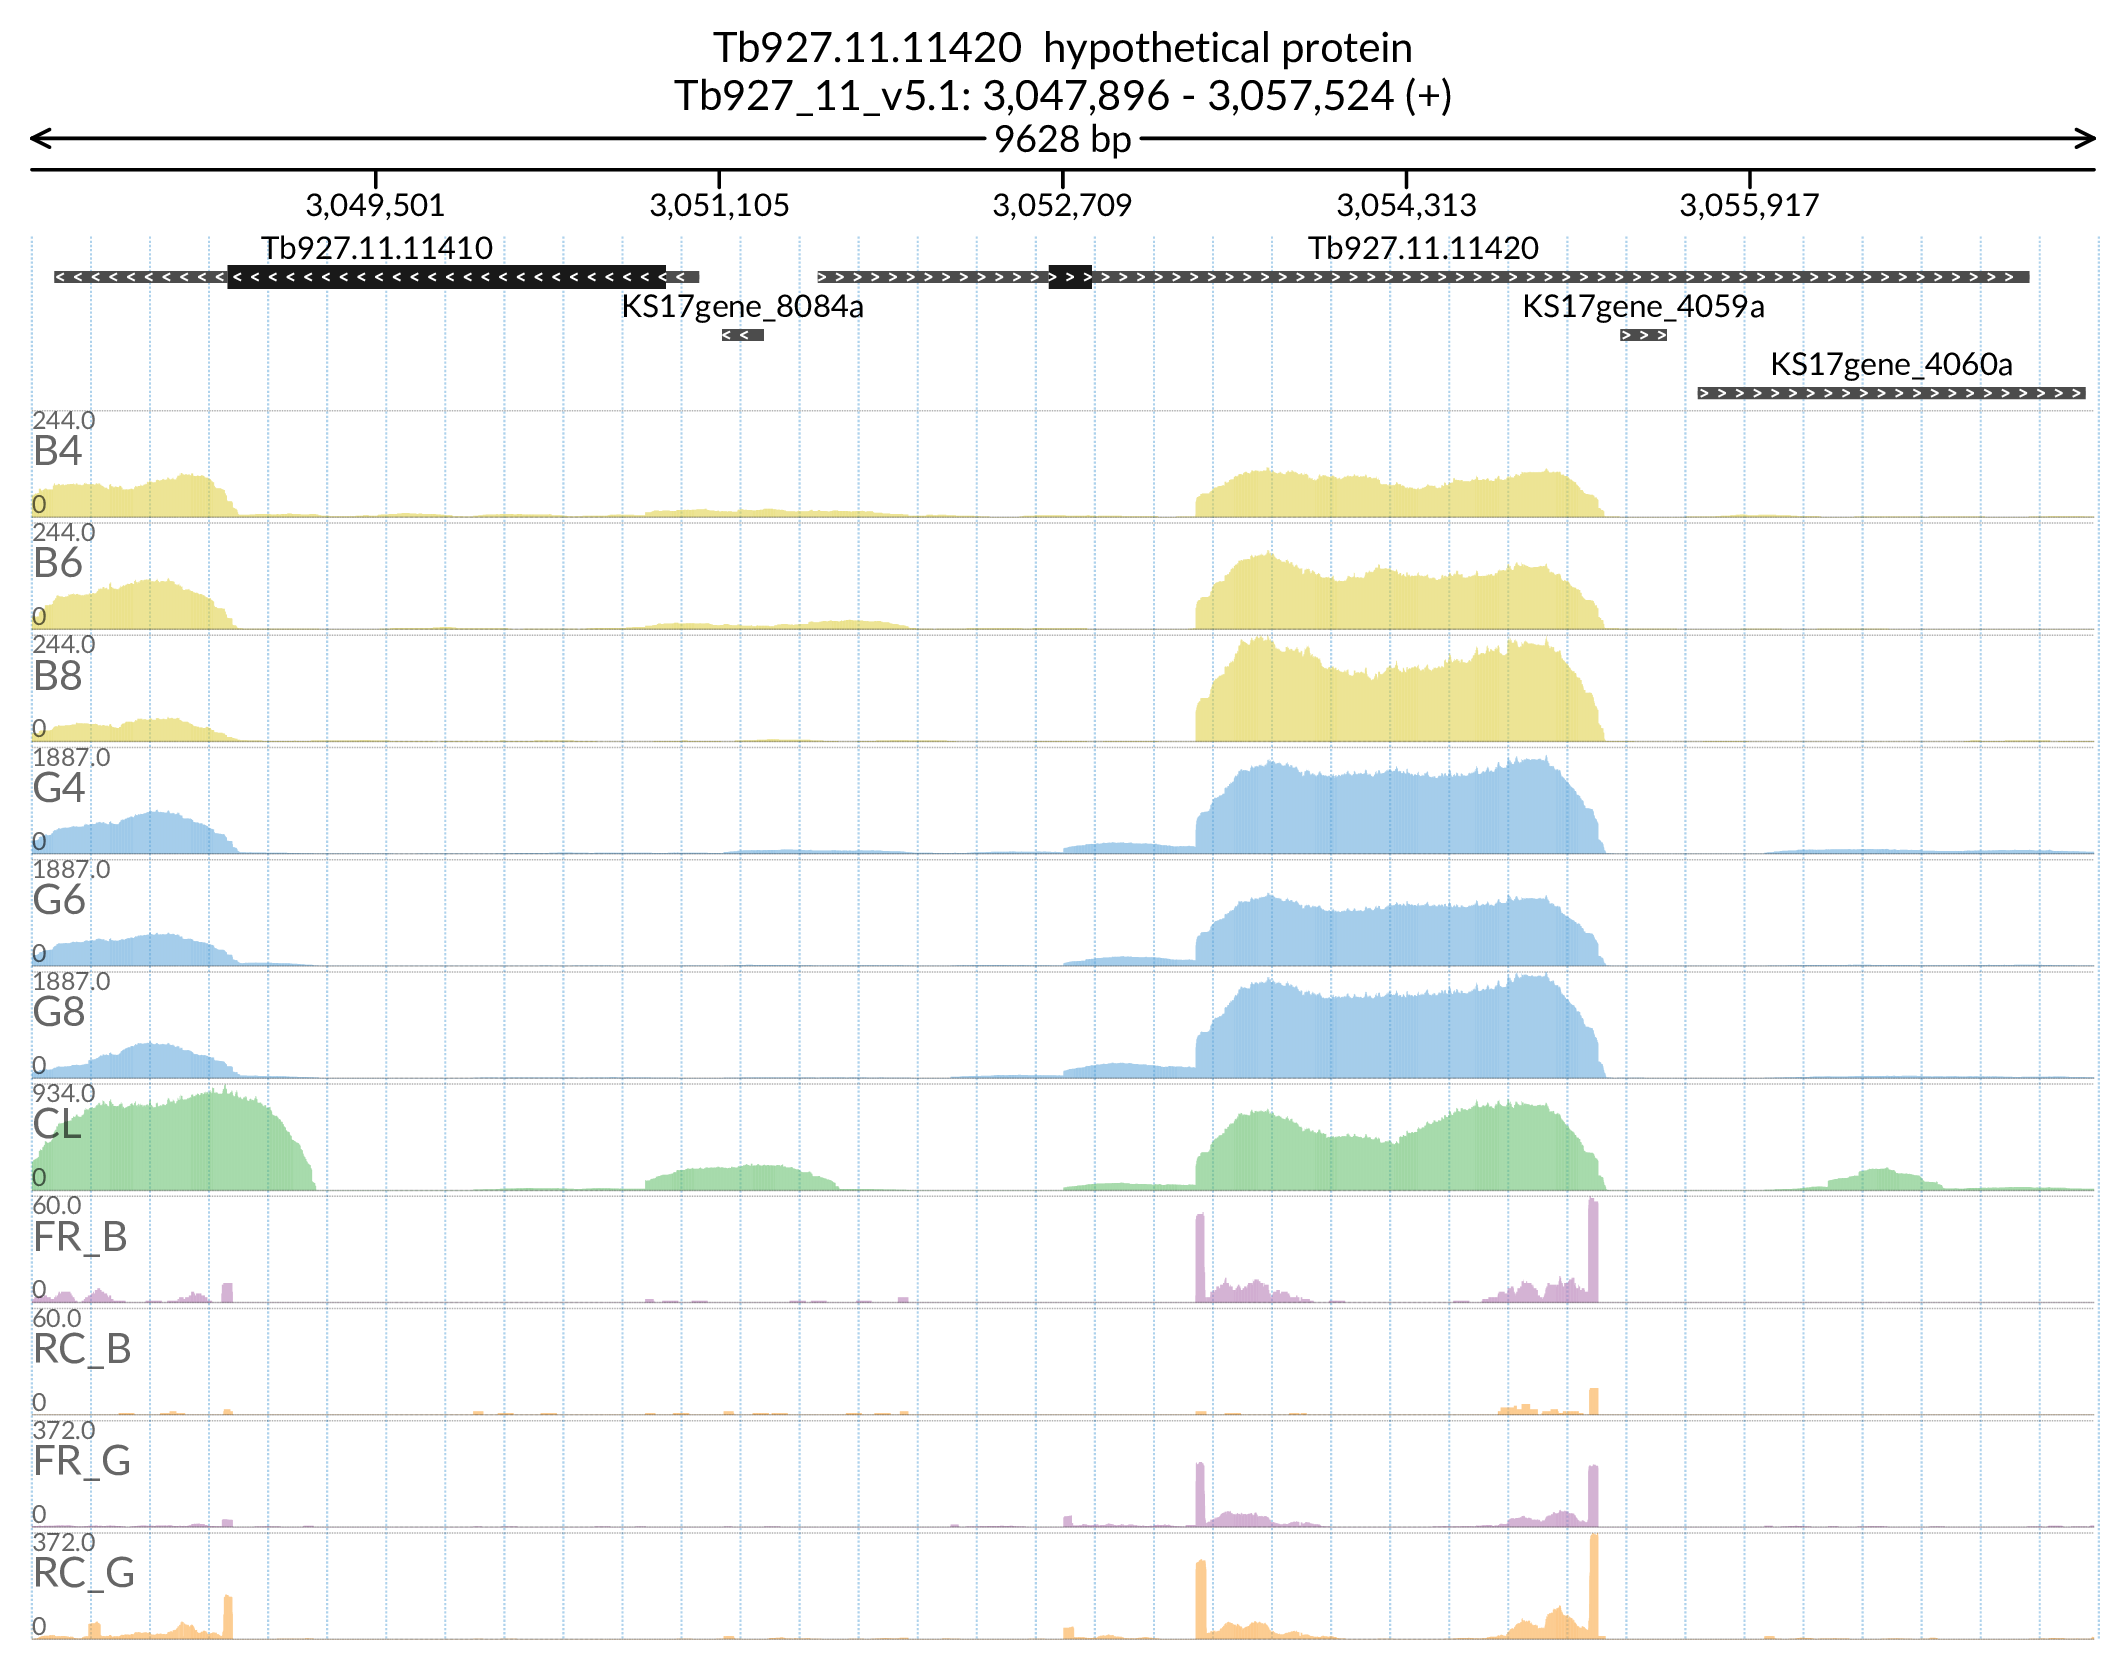 Tb927.11.11420  hypothetical protein
Tb927_11_v5.1: 3,047,896 - 3,057,524 (+)
9628 bp
3,049,501 3,051,105 3,052,709 3,054,313 3,055,917
Tb927.11.11410 Tb927.11.11420
KS17gene_8084a KS17gene_4059a
KS17gene_4060a
244.0
B4
0
244.0
B6
0
244.0
B8
0
1887.0
G4
0
1887.0
G6
0
1887.0
G8
0
934.0
CL
0
60.0
FR_B
0
60.0
RC_B
0
372.0
FR_G
0
372.0
RC_G
0